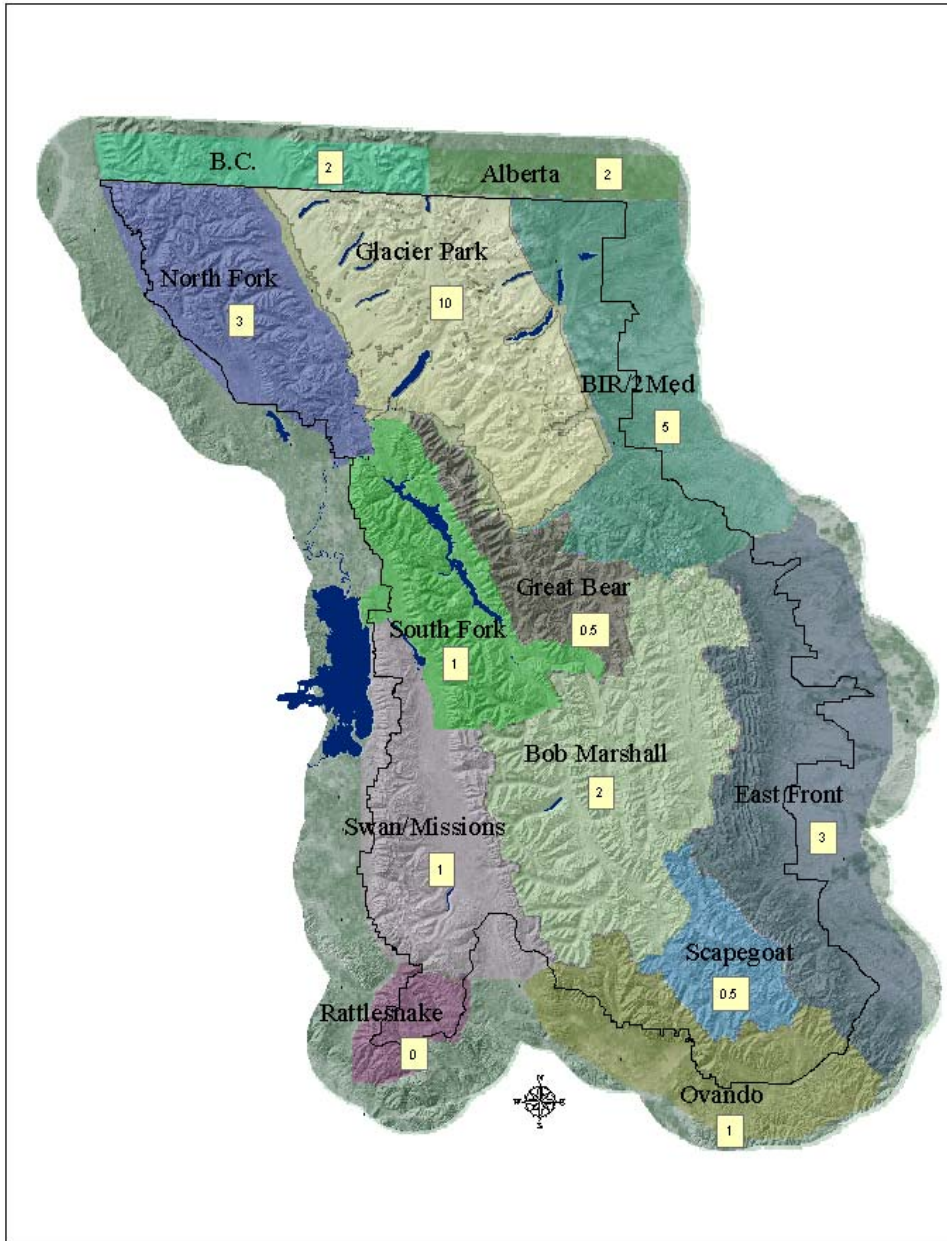 B.C.
2
Alberta
2
Glacier Park
10
North Fork
3
BIR/2Med
5
Great Bear
0.5
South Fork
1
Bob Marshall
2
East Front
3
Swan/Missions
1
Scapegoat
0.5
Rattlesnake
0
Ovando
1
N
W
E
S